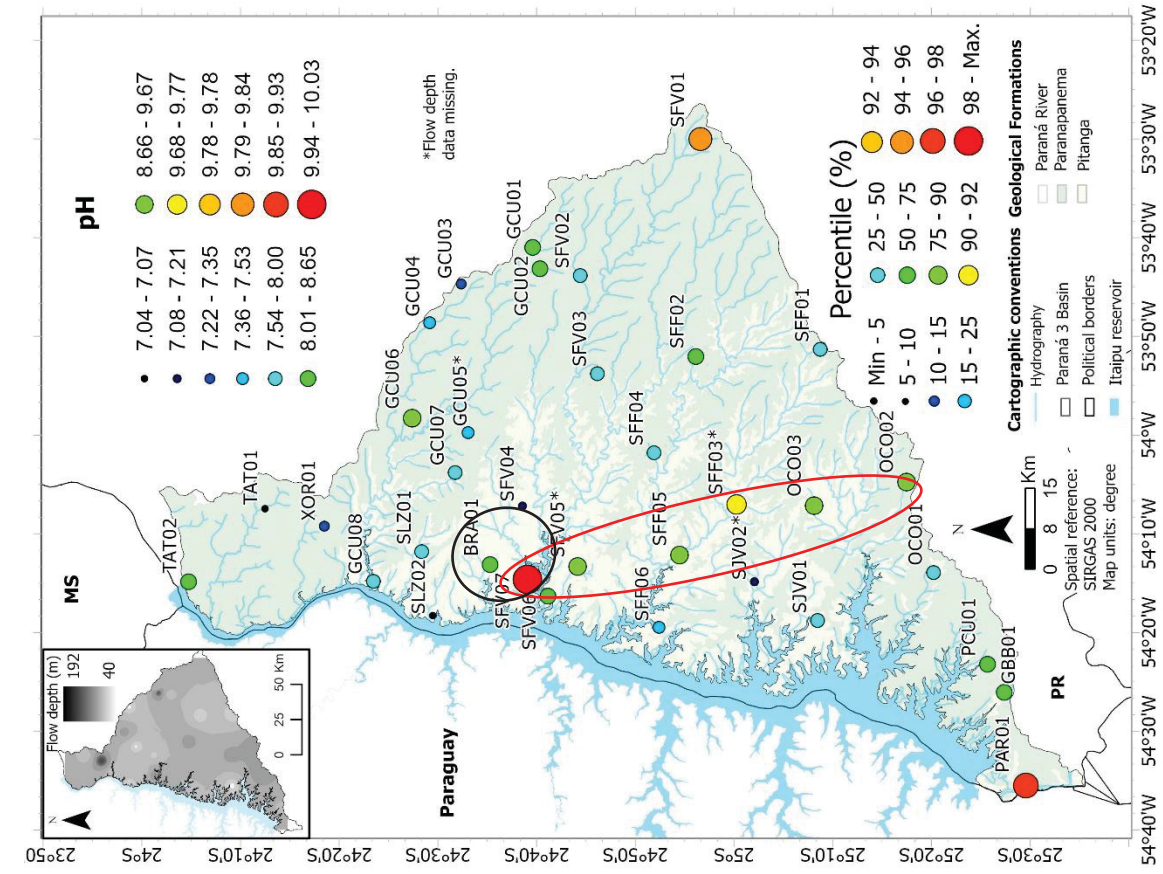 MS
Flow depth (m)
192
40
0 25 50 Km
N
pH
7.04 - 7.07
7.08 - 7.21
7.22 - 7.35
7.36 - 7.53
7.54 - 8.00
8.01 - 8.65
8.66 - 9.67
9.68 - 9.77
9.78 - 9.78
9.79 - 9.84
9.85 - 9.93
9.94 - 10.03
*Flow depth
data missing.
TAT02
TAT01
XOR01
GCU08
GCU06
GCU04
GCU03
GCU07
GCU05*
GCU02
GCU01
SLZ01
SLZ02
BRA01
SFV04
SFV02
SFV03
SFV07
SFV05*
SFV06
SFV01
SFF02
SFF04
SFF05
SFF06
SFF03*
SFF01
SJV02*
SJV01
OCO03
OCO02
OCO01
PCU01
GBB01
PAR01
Paraguay
PR
Percentile (%)
Min - 5
5 - 10
10 - 15
15 - 25
25 - 50
50 - 75
75 - 90
90 - 92
92 - 94
94 - 96
96 - 98
98 - Max.
N
0 8 15 Km
Spatial reference:
SIRGAS 2000
Map units: degree
Cartographic conventions
Hydrography
Paraná 3 Basin
Political borders
Itaipu reservoir
Geological Formations
Paraná River
Paranapanema
Pitanga
23°50
24°S
24°10'S
24°20'S
24°30'S
24°40'S
24°50'S
25°S
25°10'S
25°20'S
25°30'S
54°40'W
54°30'W
54°20'W
54°10'W
54°W
53°50'W
53°40'W
53°30'W
53°20'W